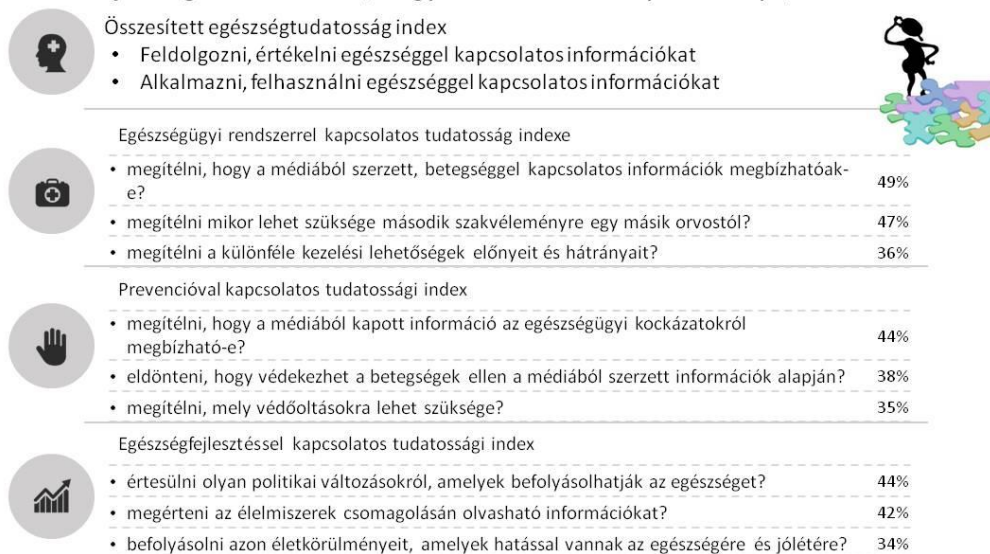 Összesített egészségtudatosság index
• Feldolgozni, értékelni egészséggel kapcsolatos információkat
• Alkalmazni, felhasználni egészséggel kapcsolatos információkat
Egészségügyi rendszerrel kapcsolatos tudatosság indexe
• megítélni, hogy a médiából szerzett, betegséggel kapcsolatos információk megbízhatóak-
e?
49%
• megítélni mikor lehet szüksége második szakvéleményre egy másik orvostól? 47%
• megítélni a különféle kezelési lehetőségek előnyeit és hátrányait? 36%
Prevencióval kapcsolatos tudatossági index
• megítélni, hogy a médiából kapott információ az egészségügyi kockázatokról
megbízható-e?
44%
• eldönteni, hogy védekezhet a betegségek ellen a médiából szerzett információk alapján? 38%
• megítélni, mely védőoltásokra lehet szüksége? 35%
Egészségfejlesztéssel kapcsolatos tudatossági index
• értesülni olyan politikai változásokról, amelyek befolyásolhatják az egészséget? 44%
• megérteni az élelmiszerek csomagolásán olvasható információkat? 42%
• befolyásolni azon életkörülményeit, amelyek hatással vannak az egészségére és jólétére? 34%